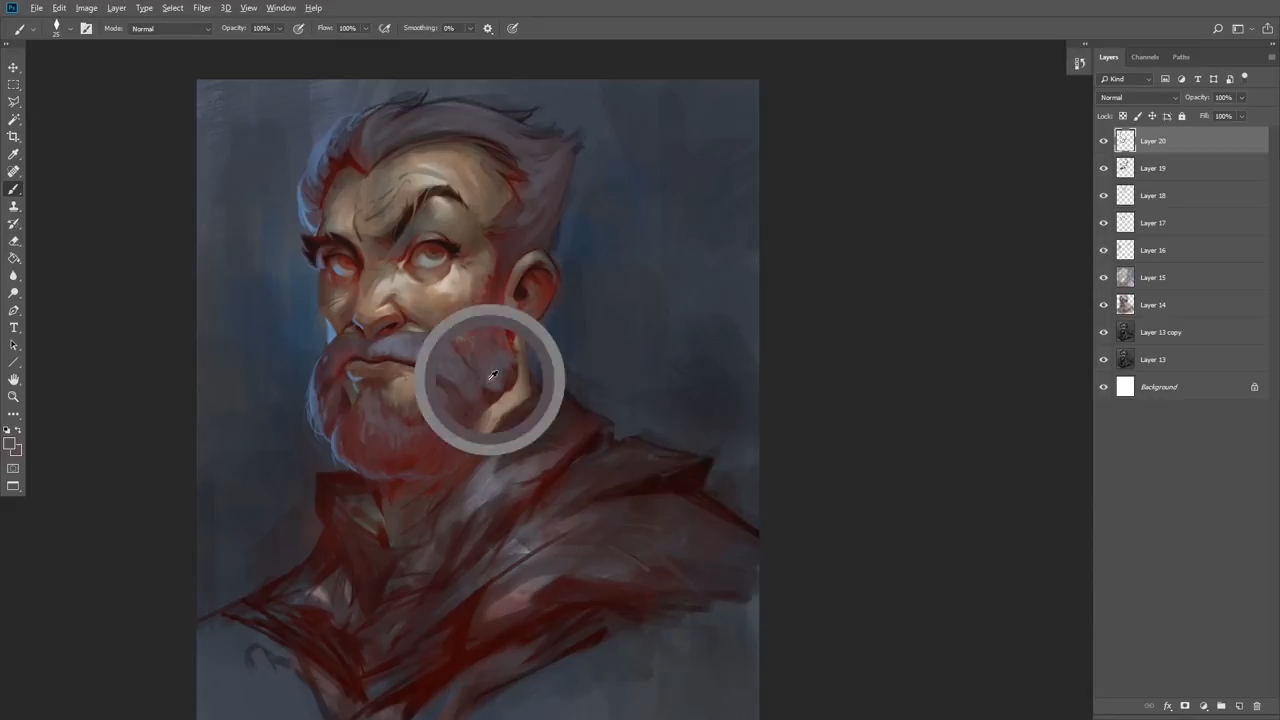 Ps File Edit Image Layer Type Select Filter 3D View Window Help
25 Mode: Normal Opacity: 100% Flow: 100% Smoothing: 0%
Layers Channels Paths
Kind
Normal Opacity: 100%
Lock: Fill: 100%
Layer 20
Layer 19
Layer 18
Layer 17
Layer 16
Layer 15
Layer 14
Layer 13 copy
Layer 13
Background